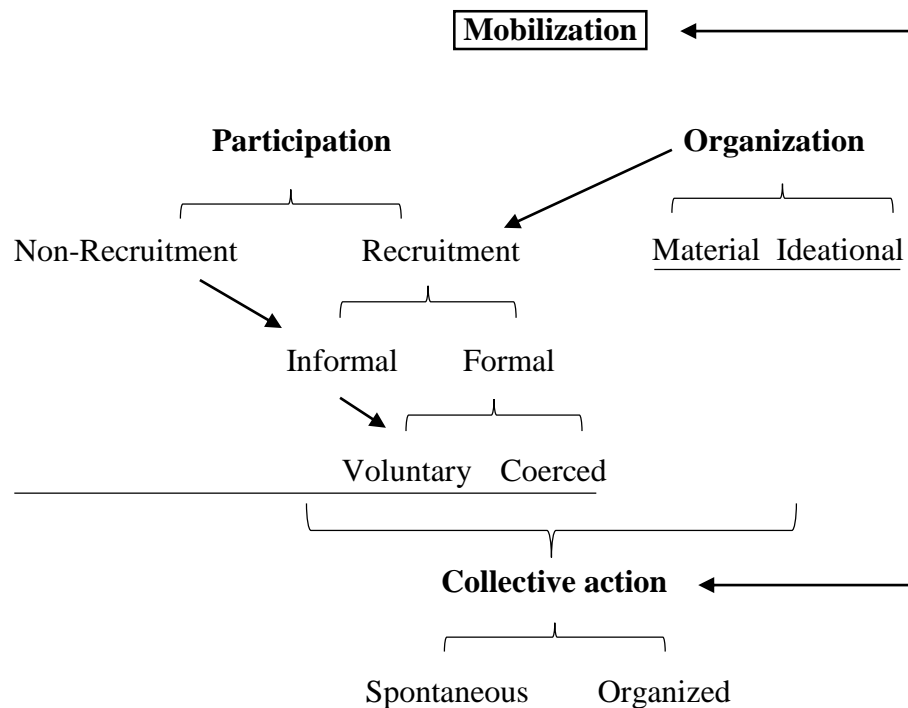 Mobilization
Participation Organization
Non-Recruitment Recruitment Material Ideational
Informal Formal
Voluntary Coerced
Collective action
Spontaneous Organized